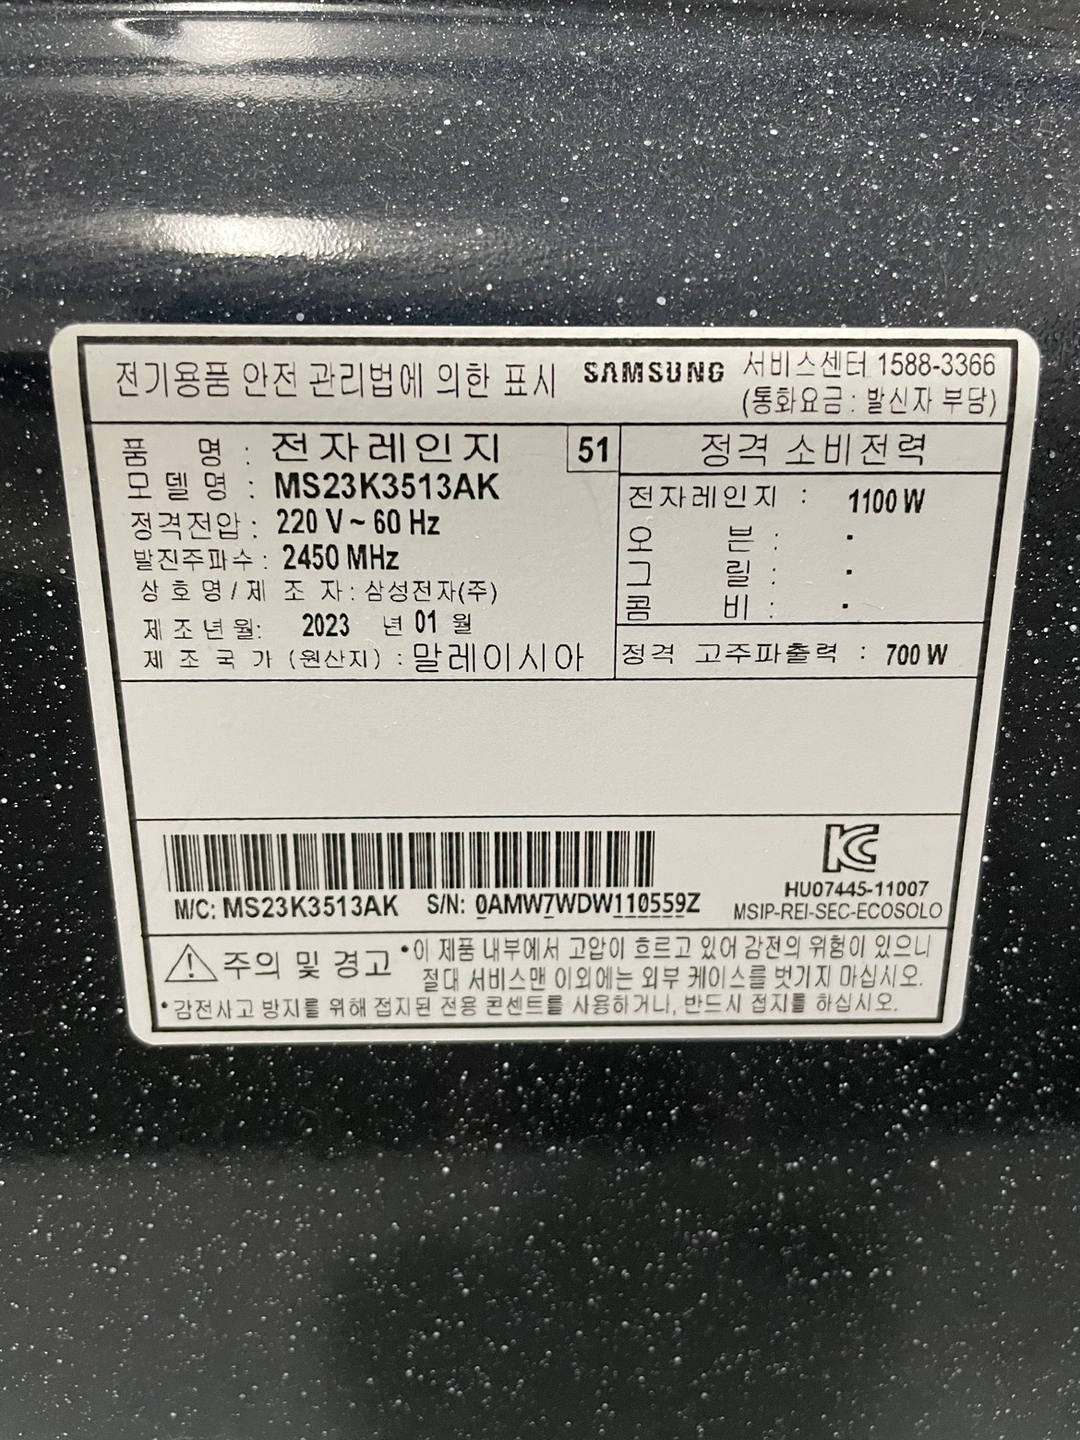 전기용품 안전 관리법에 의한 표시 SAMSUNG 서비스센터 1588-3366
(통화요금 : 발신자 부담)
품 명 : 전자레인지 51
모델명 : MS23K3513AK
정격전압 : 220 V ~ 60 Hz
발진주파수 : 2450 MHz
상호명/제조자 : 삼성전자(주)
제조년월: 2023 년 01 월
제조국가 (원산지) : 말레이시아
정격 소비전력
전자레인지 : 1100 W
오 븐 : ·
그 릴 : ·
콤 비 : ·
정격 고주파출력 : 700 W
M/C: MS23K3513AK S/N: 0AMW7WDW110559Z
KC
HU07445-11007
MSIP-REI-SEC-ECOSOLO
주의 및 경고 •이 제품 내부에서 고압이 흐르고 있어 감전의 위험이 있으니
절대 서비스맨 이외에는 외부 케이스를 벗기지 마십시오.
•감전사고 방지를 위해 접지된 전용 콘센트를 사용하거나, 반드시 접지를 하십시오.